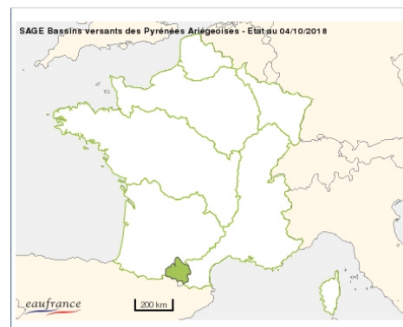 SAGE Bassins versants des Pyrénées Ariégeoises - Etat au 04/10/2018
eaufrance
200 km